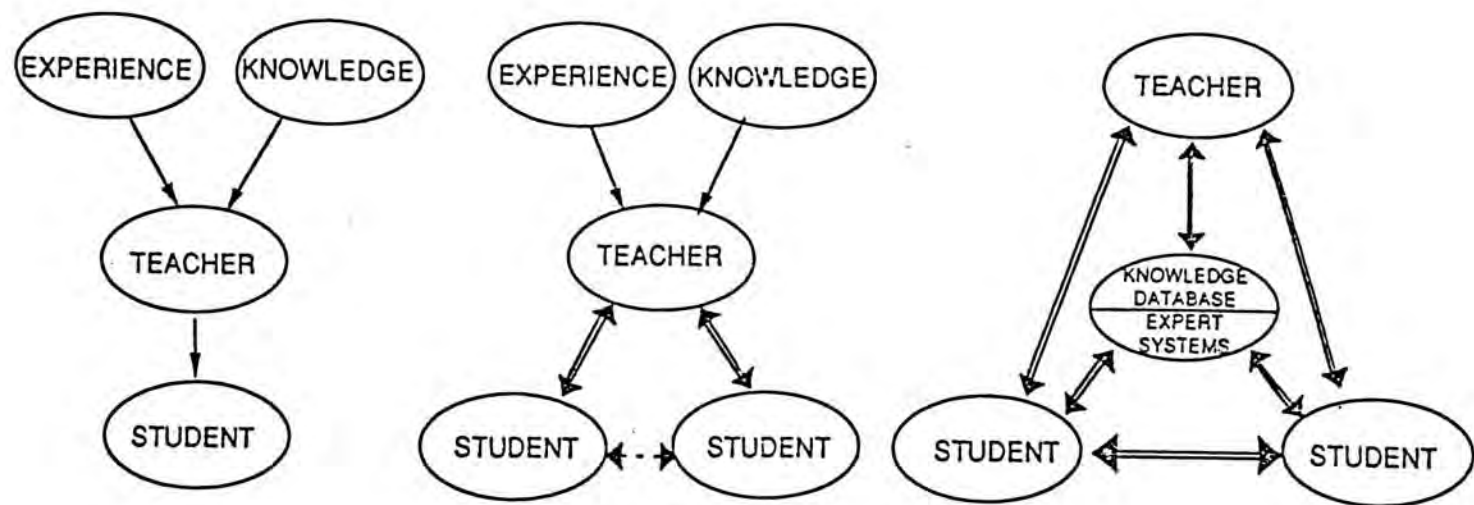 EXPERIENCE
KNOWLEDGE
TEACHER
STUDENT
EXPERIENCE
KNOWLEDGE
TEACHER
STUDENT
STUDENT
TEACHER
KNOWLEDGE
DATABASE
EXPERT
SYSTEMS
STUDENT
STUDENT